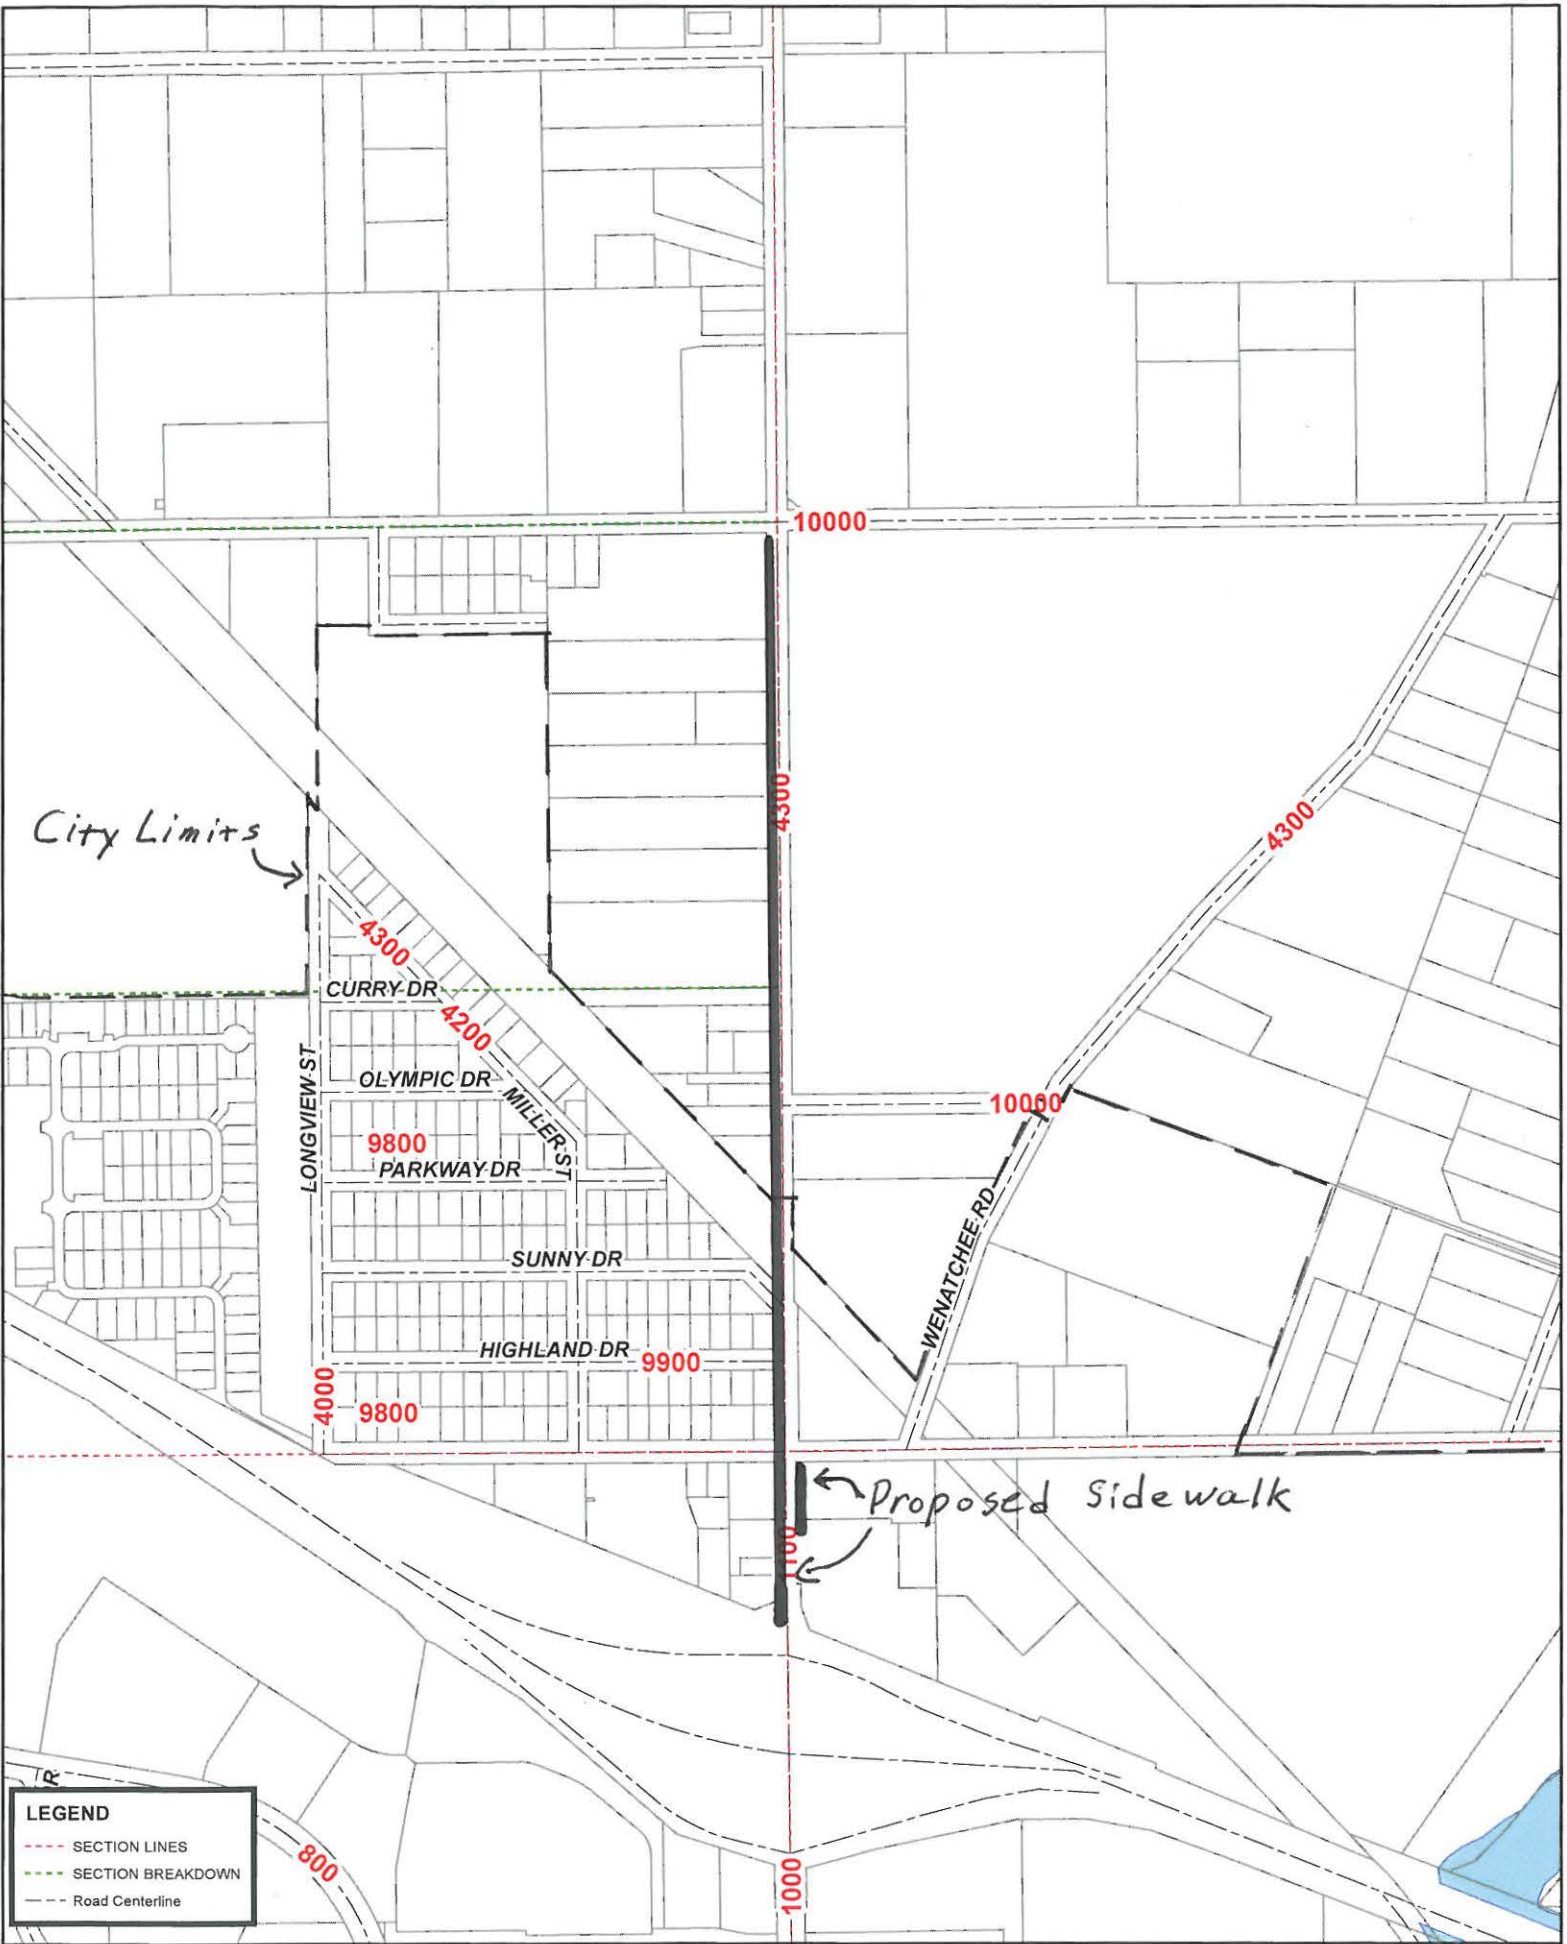 10000
4300
4300
City Limits
4300
CURRY DR
4200
LONGVIEW ST
OLYMPIC DR
MILLER ST
10000
9800
PARKWAY DR
WENATCHEE RD
SUNNY DR
HIGHLAND DR
9900
4000
9800
Proposed Sidewalk
R
LEGEND
SECTION LINES
SECTION BREAKDOWN
Road Centerline
800
1000